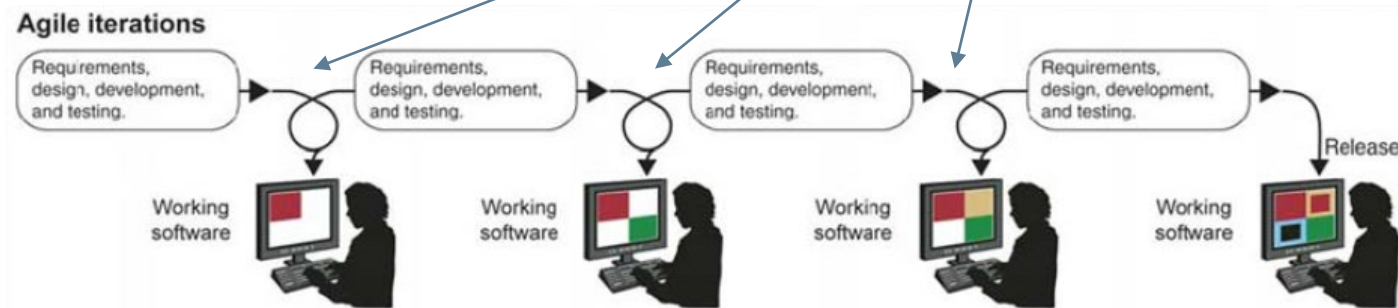 Agile iterations
Requirements,
design, development,
and testing.
Requirements,
design, development,
and testing.
Requirements,
design, development,
and testing.
Requirements,
design, development,
and testing.
Release
Working
software
Working
software
Working
software
Working
software